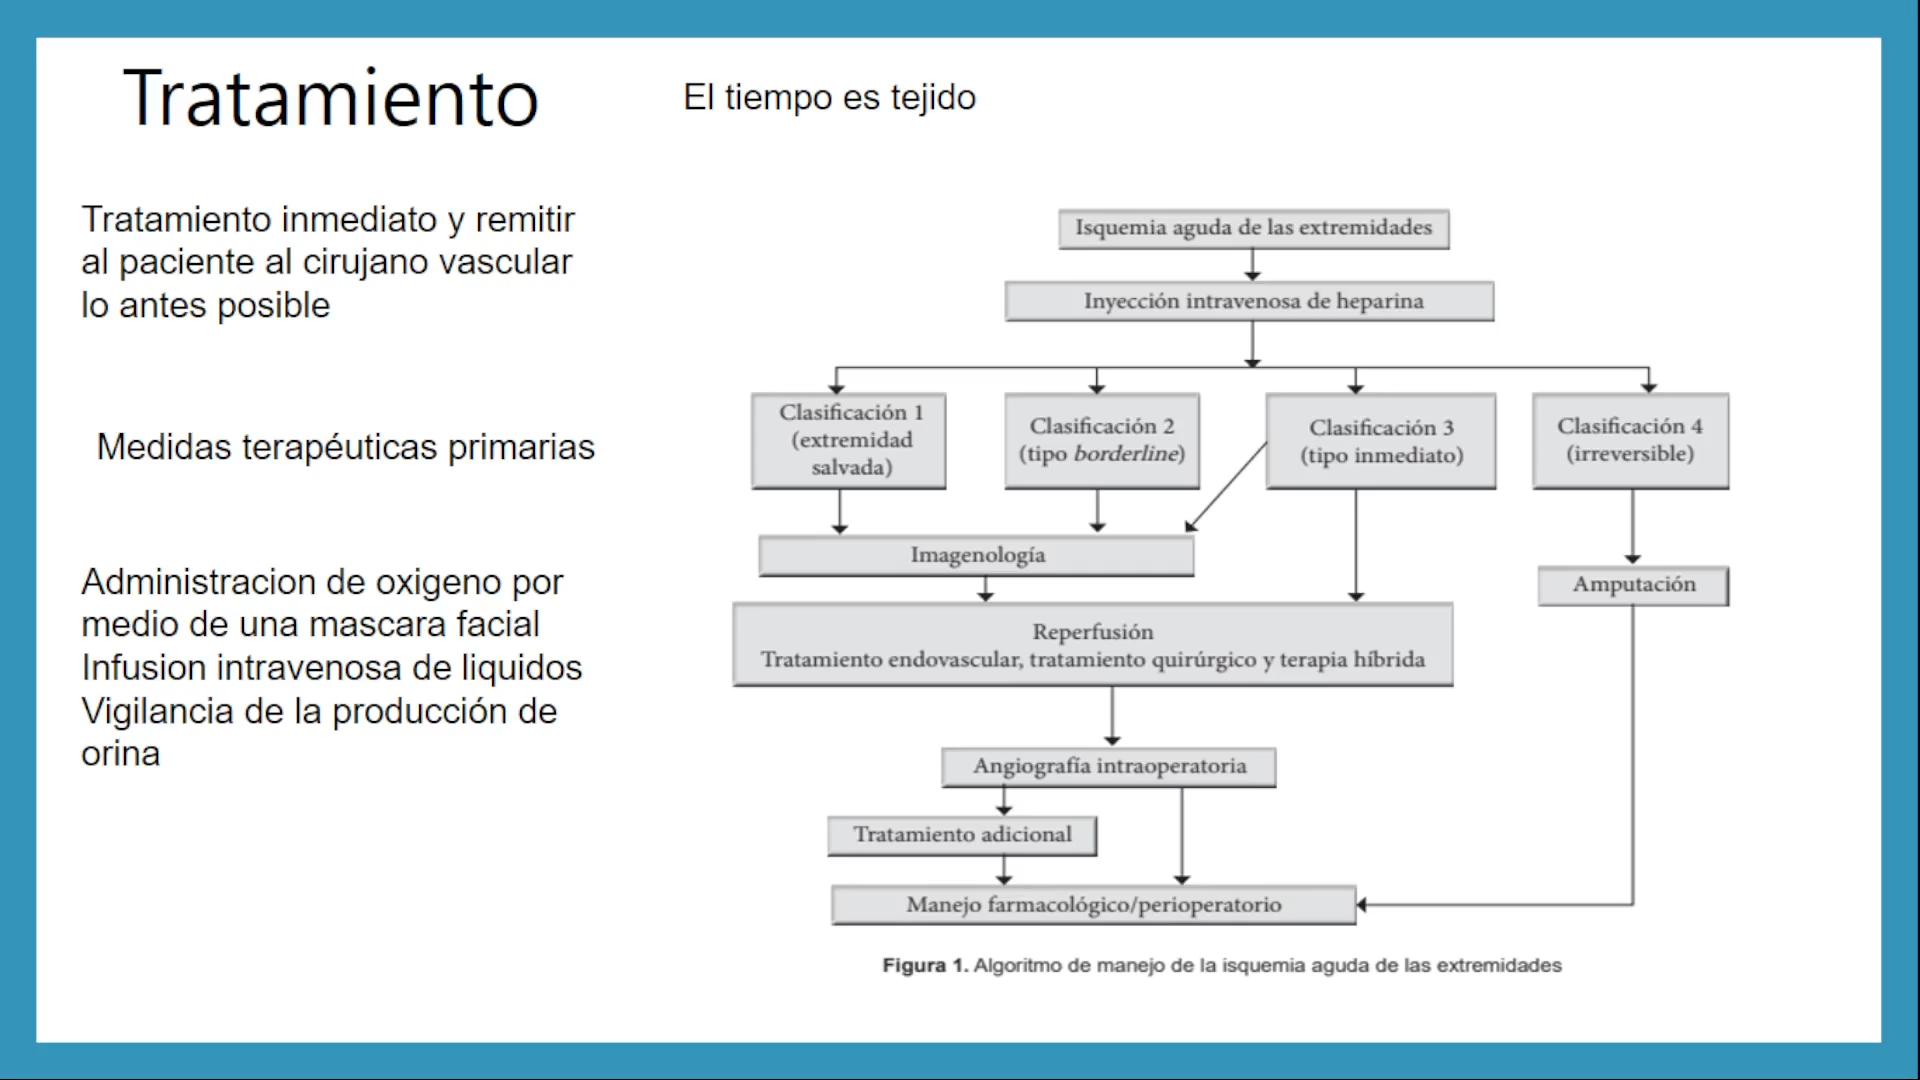 Tratamiento
El tiempo es tejido
Tratamiento inmediato y remitir
al paciente al cirujano vascular
lo antes posible
Medidas terapéuticas primarias
Administracion de oxigeno por
medio de una mascara facial
Infusion intravenosa de liquidos
Vigilancia de la producción de
orina
Isquemia aguda de las extremidades
Inyección intravenosa de heparina
Clasificación 1
(extremidad
salvada)
Clasificación 2
(tipo borderline)
Clasificación 3
(tipo inmediato)
Clasificación 4
(irreversible)
Imagenología
Amputación
Reperfusión
Tratamiento endovascular, tratamiento quirúrgico y terapia híbrida
Angiografía intraoperatoria
Tratamiento adicional
Manejo farmacológico/perioperatorio
Figura 1. Algoritmo de manejo de la isquemia aguda de las extremidades